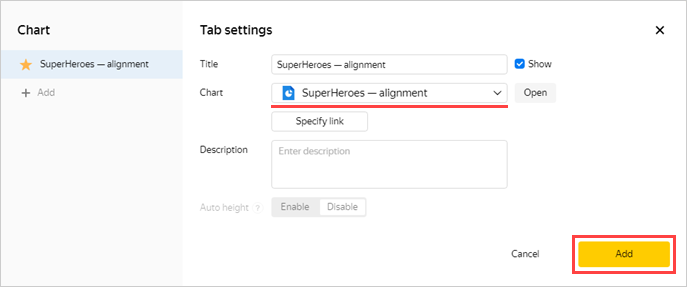 Chart
SuperHeroes — alignment
+ Add
Tab settings
Title
SuperHeroes — alignment
Show
Chart
SuperHeroes — alignment
Open
Specify link
Description
Enter description
Auto height ?
Enable
Disable
Cancel
Add